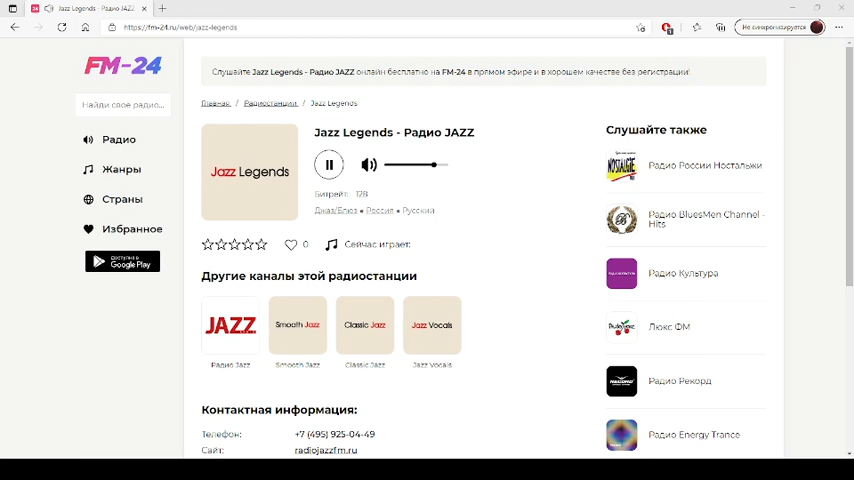 24
Jazz Legends - Радио JAZZ
https://fm-24.ru/web/jazz-legends
1
Не синхронизируется
FM-24
Найди свое радио...
Радио
Жанры
Страны
Избранное
ДОСТУПНО В
Google Play
Слушайте Jazz Legends - Радио JAZZ онлайн бесплатно на FM-24 в прямом эфире и в хорошем качестве без регистрации!
Главная / Радиостанции / Jazz Legends
Jazz Legends
Jazz Legends - Радио JAZZ
Битрейт: 128
Джаз/Блюз • Россия • Русский
0
Сейчас играет:
Другие каналы этой радиостанции
JAZZ
Smooth Jazz
Classic Jazz
Jazz Vocals
Радио Jazz
Smooth Jazz
Classic Jazz
Jazz Vocals
Контактная информация:
Телефон: +7 (495) 925-04-49
Сайт: radiojazzfm.ru
Слушайте также
NOSTALGIE
Радио России Ностальжи
B
Радио BluesMen Channel -
Hits
Радио Культура
Люкс ФМ
Радио Рекорд
Радио Energy Trance